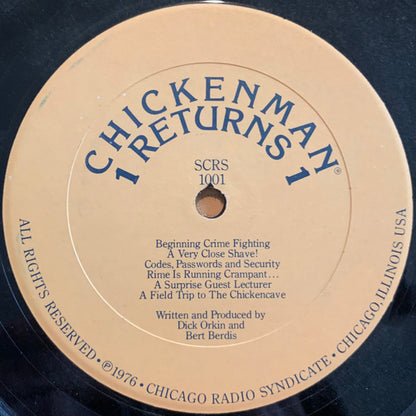 CHICKENMAN®
1 RETURNS 1
SCRS
1001
Beginning Crime Fighting
A Very Close Shave!
Codes, Passwords and Security
Rime Is Running Crampant...
A Surprise Guest Lecturer
A Field Trip to The Chickencave
Written and Produced by
Dick Orkin and
Bert Berdis
ALL RIGHTS RESERVED • ℗1976 • CHICAGO RADIO SYNDICATE • CHICAGO, ILLINOIS USA